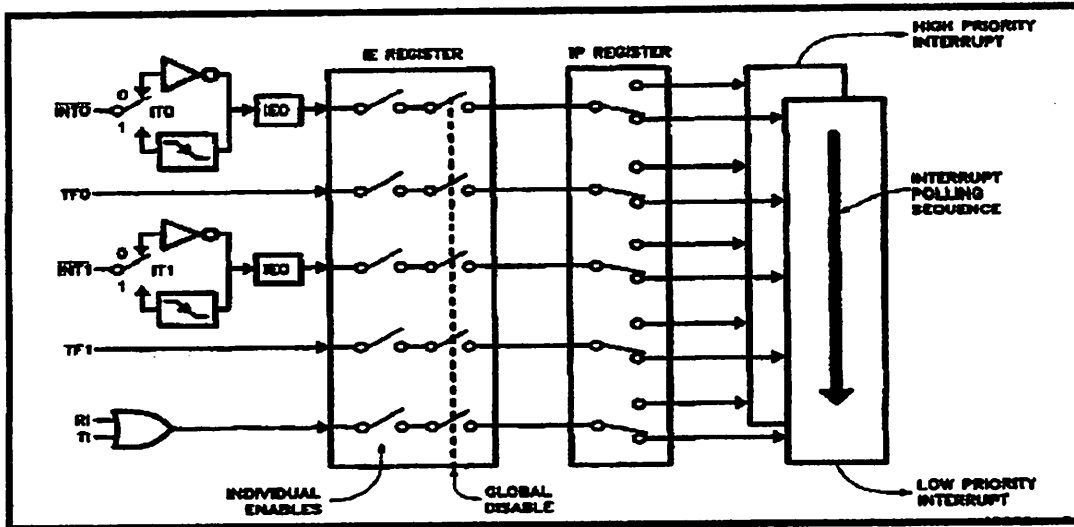 HIGH PRIORITY
INTERRUPT
IE REGISTER
IP REGISTER
INT0
0
1
IT0
IE0
TF0
INTERRUPT
POLLING
SEQUENCE
INT1
0
1
IT1
IE0
TF1
RI
TI
INDIVIDUAL
ENABLES
GLOBAL
DISABLE
LOW PRIORITY
INTERRUPT